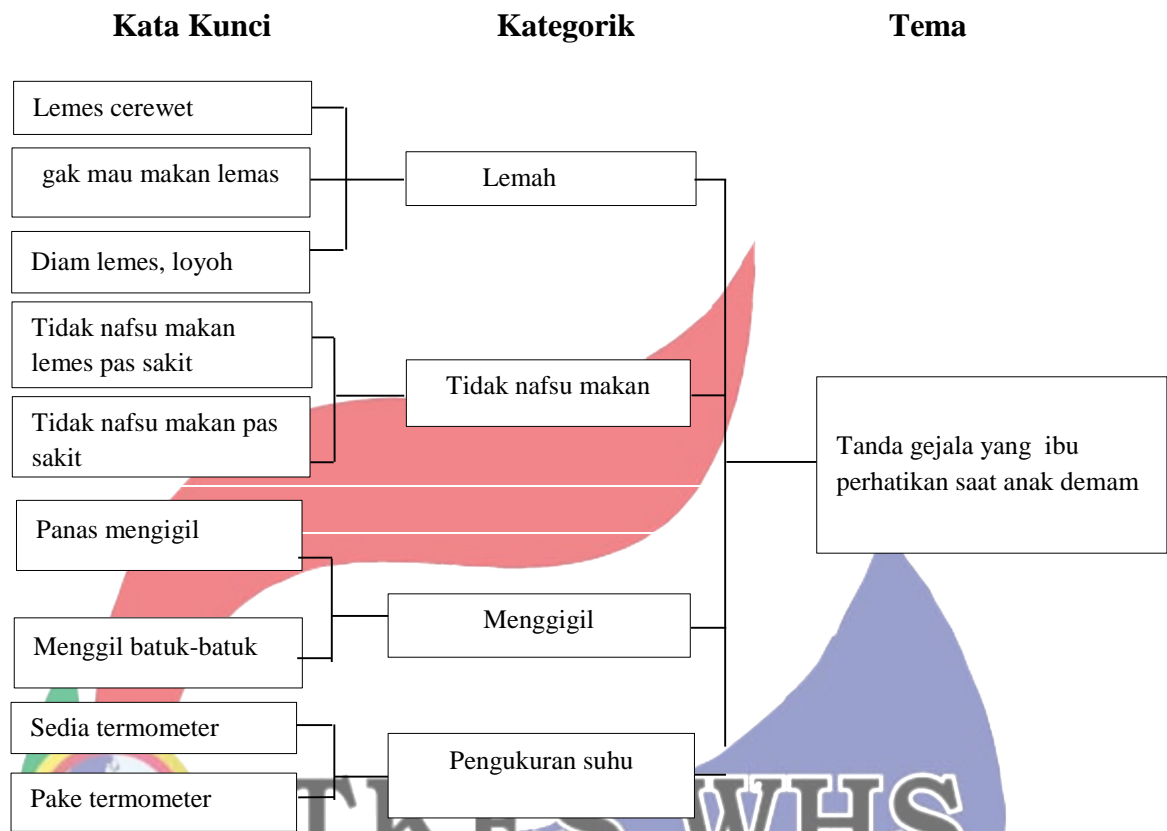 Kata Kunci Kategorik Tema
Lemes cerewet
gak mau makan lemas
Lemah
Diam lemes, loyoh
Tidak nafsu makan
lemes pas sakit
Tidak nafsu makan
Tidak nafsu makan pas
sakit
Tanda gejala yang ibu
perhatikan saat anak demam
Panas mengigil
Menggigil
Menggil batuk-batuk
Sedia termometer
Pengukuran suhu
Pake termometer
WHS